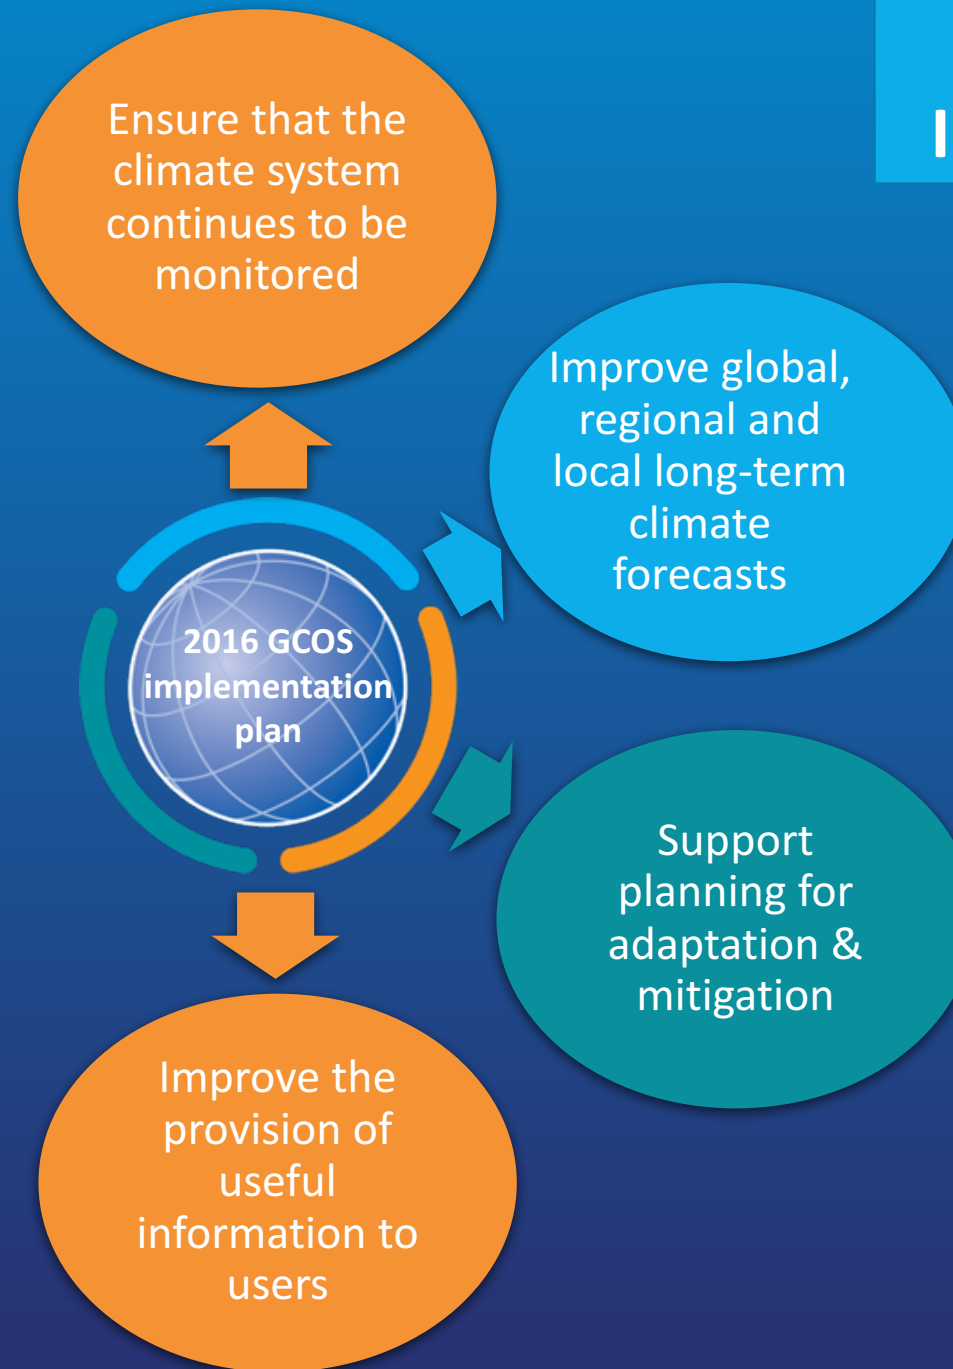 Ensure that the
climate system
continues to be
monitored
Improve global,
regional and
local long-term
climate
forecasts
2016 GCOS
implementation
plan
Support
planning for
adaptation &
mitigation
Improve the
provision of
useful
information to
users